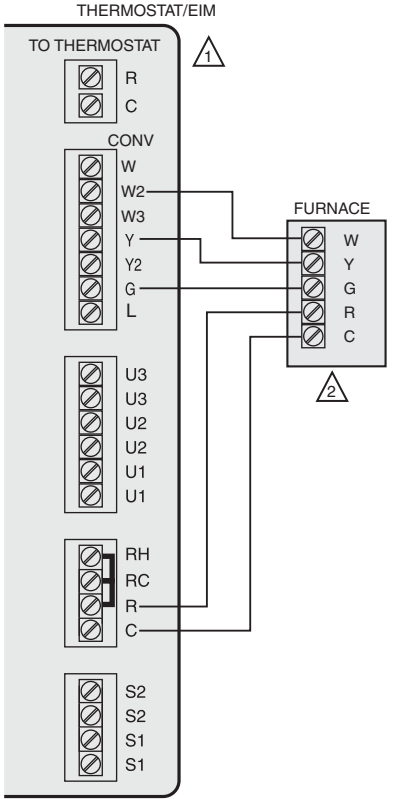 THERMOSTAT/EIM
TO THERMOSTAT
1
R
C
CONV
W
W2
W3
Y
Y2
G
L
FURNACE
W
Y
G
R
C
2
U3
U3
U2
U2
U1
U1
RH
RC
R
C
S2
S2
S1
S1